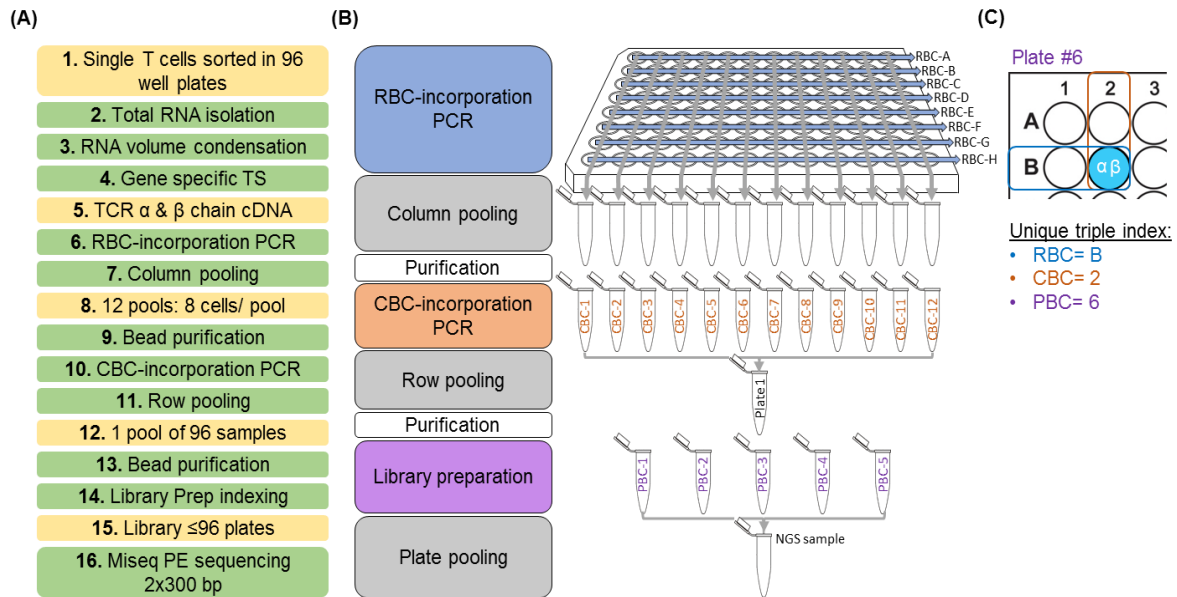 (A)
1. Single T cells sorted in 96
well plates
2. Total RNA isolation
3. RNA volume condensation
4. Gene specific TS
5. TCR α & β chain cDNA
6. RBC-incorporation PCR
7. Column pooling
8. 12 pools: 8 cells/ pool
9. Bead purification
10. CBC-incorporation PCR
11. Row pooling
12. 1 pool of 96 samples
13. Bead purification
14. Library Prep indexing
15. Library ≤96 plates
16. Miseq PE sequencing
2x300 bp
(B)
RBC-incorporation
PCR
Column pooling
Purification
CBC-incorporation
PCR
Row pooling
Purification
Library preparation
Plate pooling
RBC-A
RBC-B
RBC-C
RBC-D
RBC-E
RBC-F
RBC-G
RBC-H
CBC-1
CBC-2
CBC-3
CBC-4
CBC-5
CBC-6
CBC-7
CBC-8
CBC-9
CBC-10
CBC-11
CBC-12
Plate 1
PBC-1
PBC-2
PBC-3
PBC-4
PBC-5
NGS sample
(C)
Plate #6
1 2 3
A
B αβ
Unique triple index:
• RBC= B
• CBC= 2
• PBC= 6